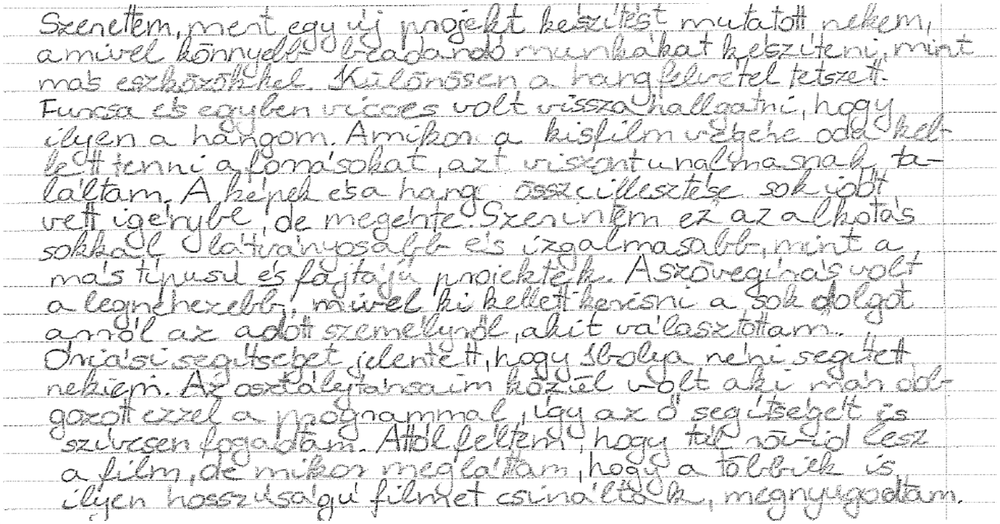 Szerettem, mert egy új projekt készítést mutatott nekem,
amivel könnyebb beadandó munkákat készíteni, mint
más eszközökkel. Különösen a hangfelvétel tetszett.
Furcsa és egyben vicces volt visszahallgatni, hogy
ilyen a hangom. Amikor a kisfilm végére oda kel-
lett tenni a forrásokat, azt viszont unalmasnak ta-
láltam. A képek és a hang összeillesztése sok időt
vett igénybe, de megérte. Szerintem ez az alkotás
sokkal látványosabb és izgalmasabb, mint a
más típusú és fajtájú projektek. A szövegírás volt
a legnehezebb, mivel ki kellett keresni a sok dolgot
arról az adott személyről, akit választottam.
Óriási segítséget jelentett, hogy Ibolya néni segített
nekem. Az osztálytársaim közül volt aki már dol-
gozott ezzel a programmal, így az ő segítségét is
szívesen fogadtam. Attól féltem, hogy túl rövid lesz
a film, de mikor megláttam, hogy a többiek is
ilyen hosszúságú filmet csináltak, megnyugodtam.